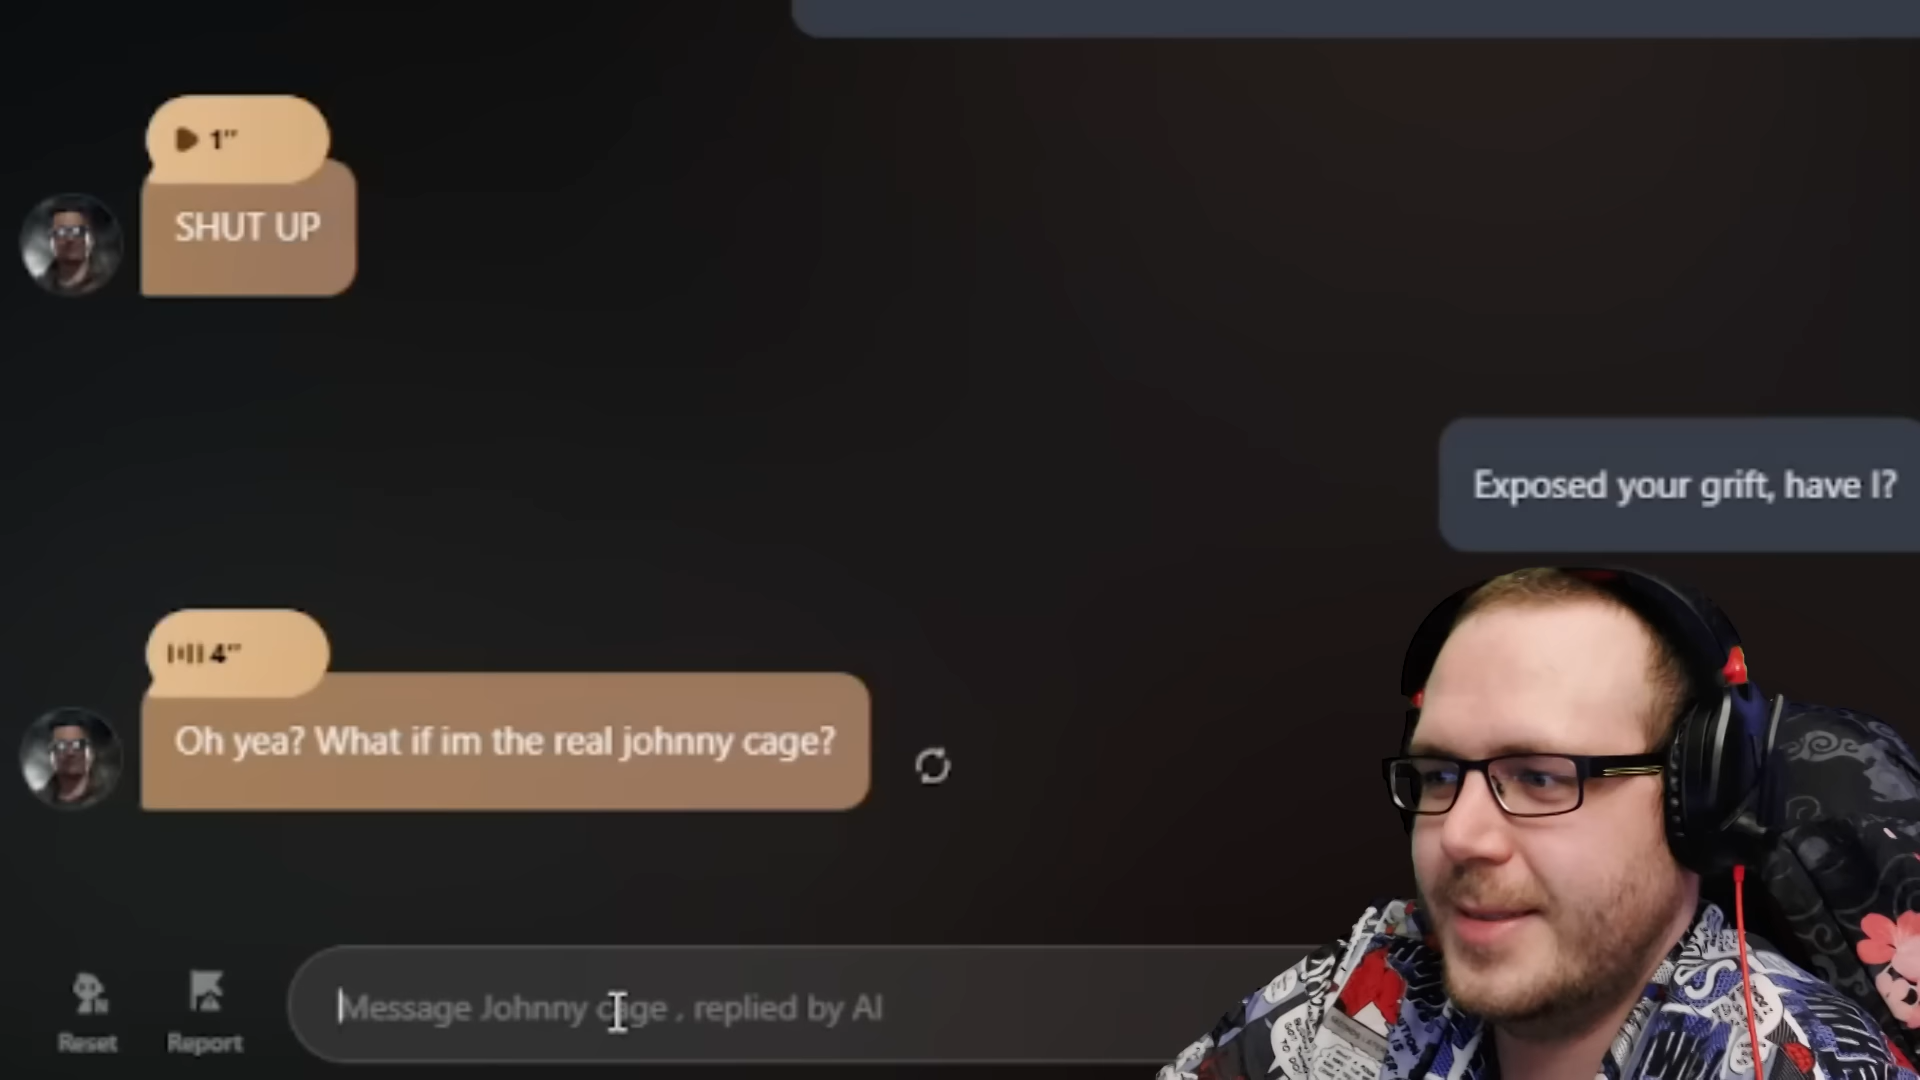 1"
SHUT UP
Exposed your grift, have I?
4"
Oh yea? What if im the real johnny cage?
Message Johnny cage , replied by AI
Reset
Report